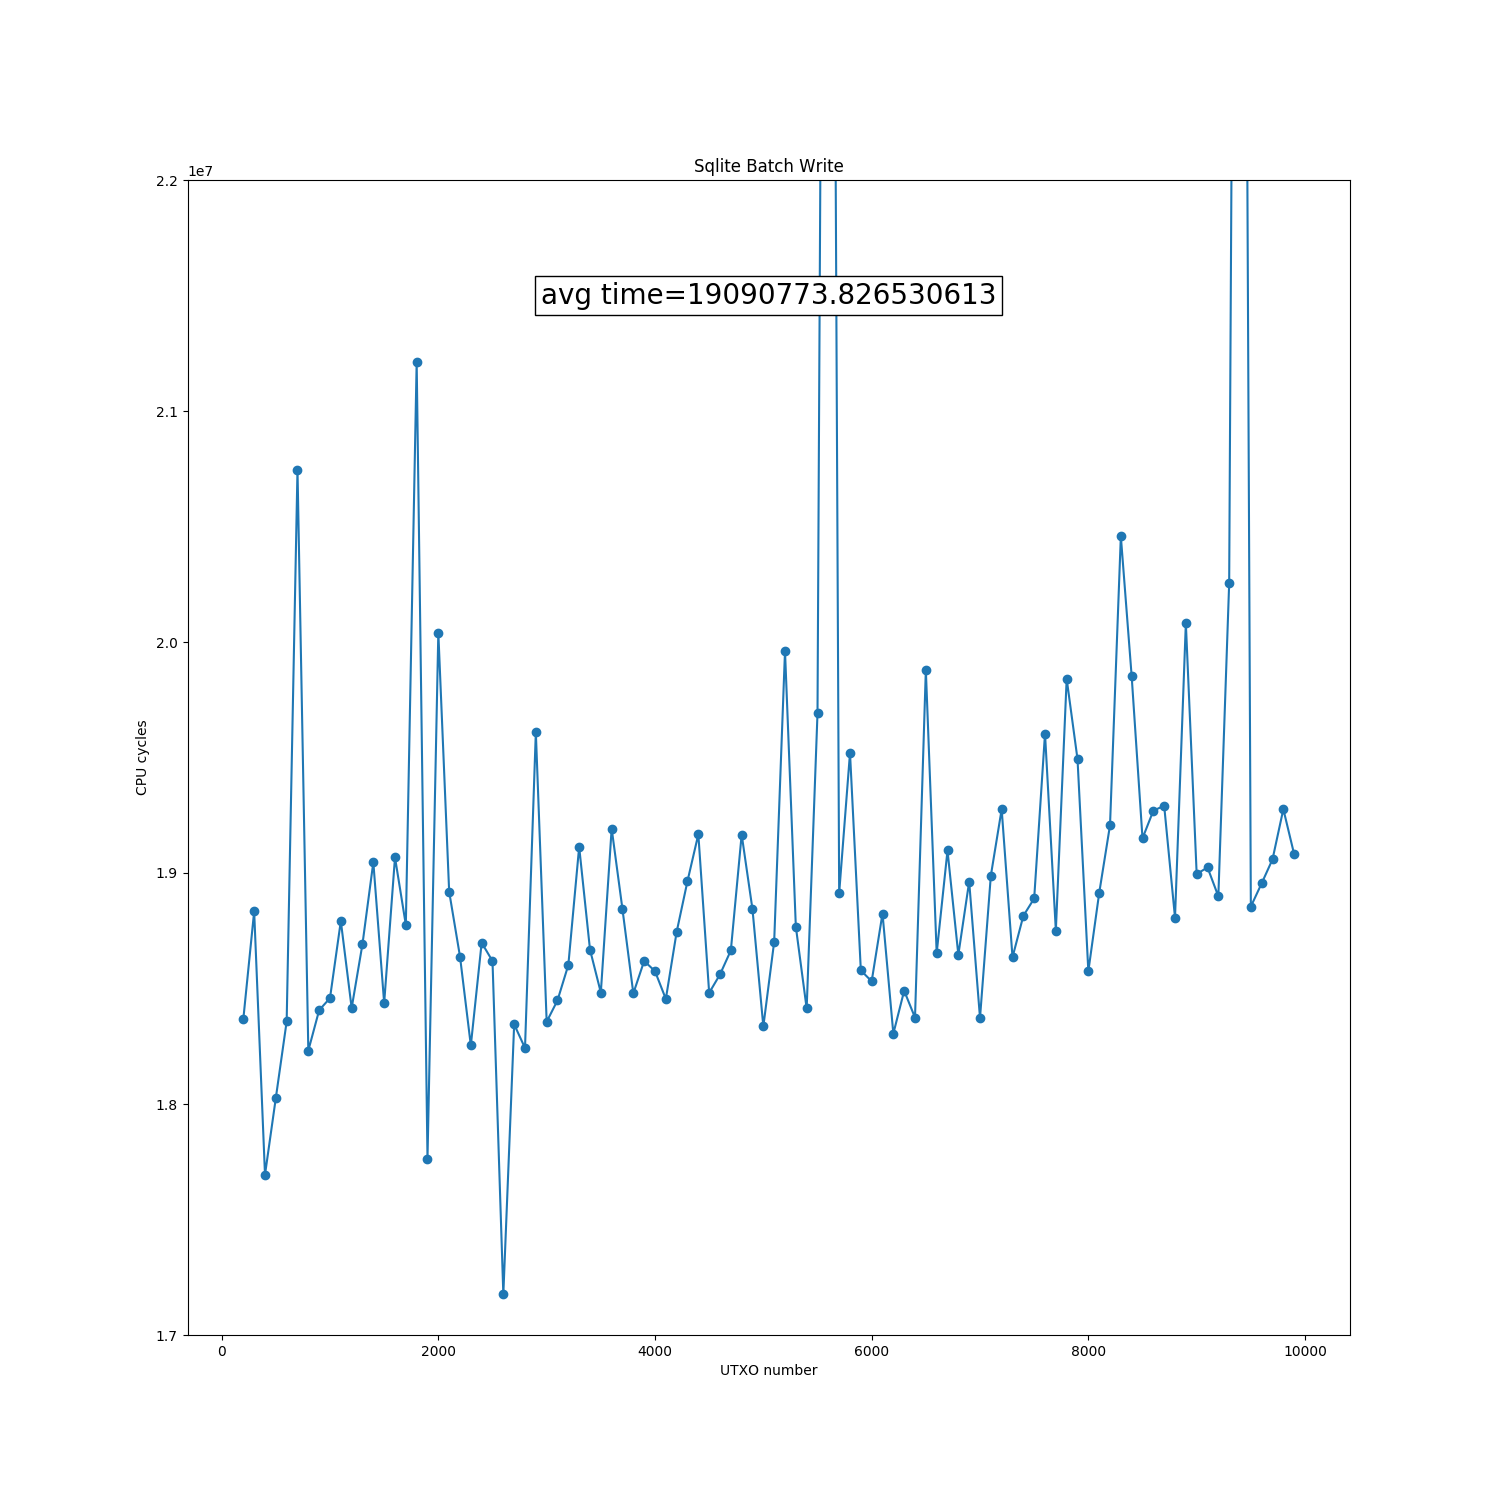 Sqlite Batch Write
1e7
2.2
avg time=19090773.826530613
2.1
2.0
CPU cycles
1.9
1.8
1.7
0 2000 4000 6000 8000 10000
UTXO number